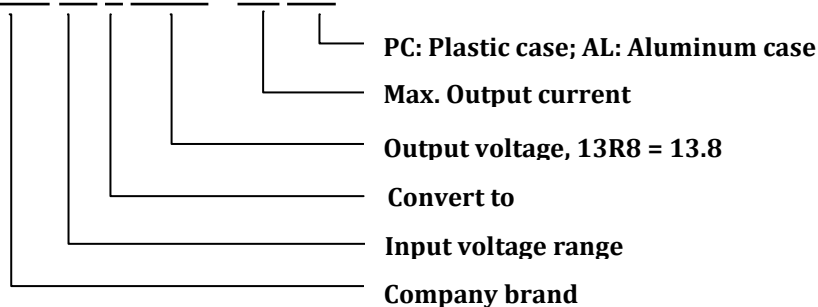 PC: Plastic case; AL: Aluminum case
Max. Output current
Output voltage, 13R8 = 13.8
Convert to
Input voltage range
Company brand